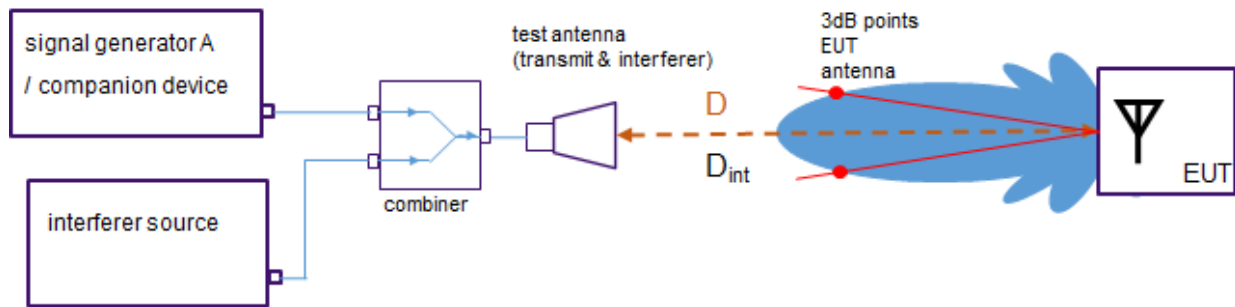 signal generator A
/ companion device
interferer source
combiner
test antenna
(transmit & interferer)
D
Dint
3dB points
EUT
antenna
EUT